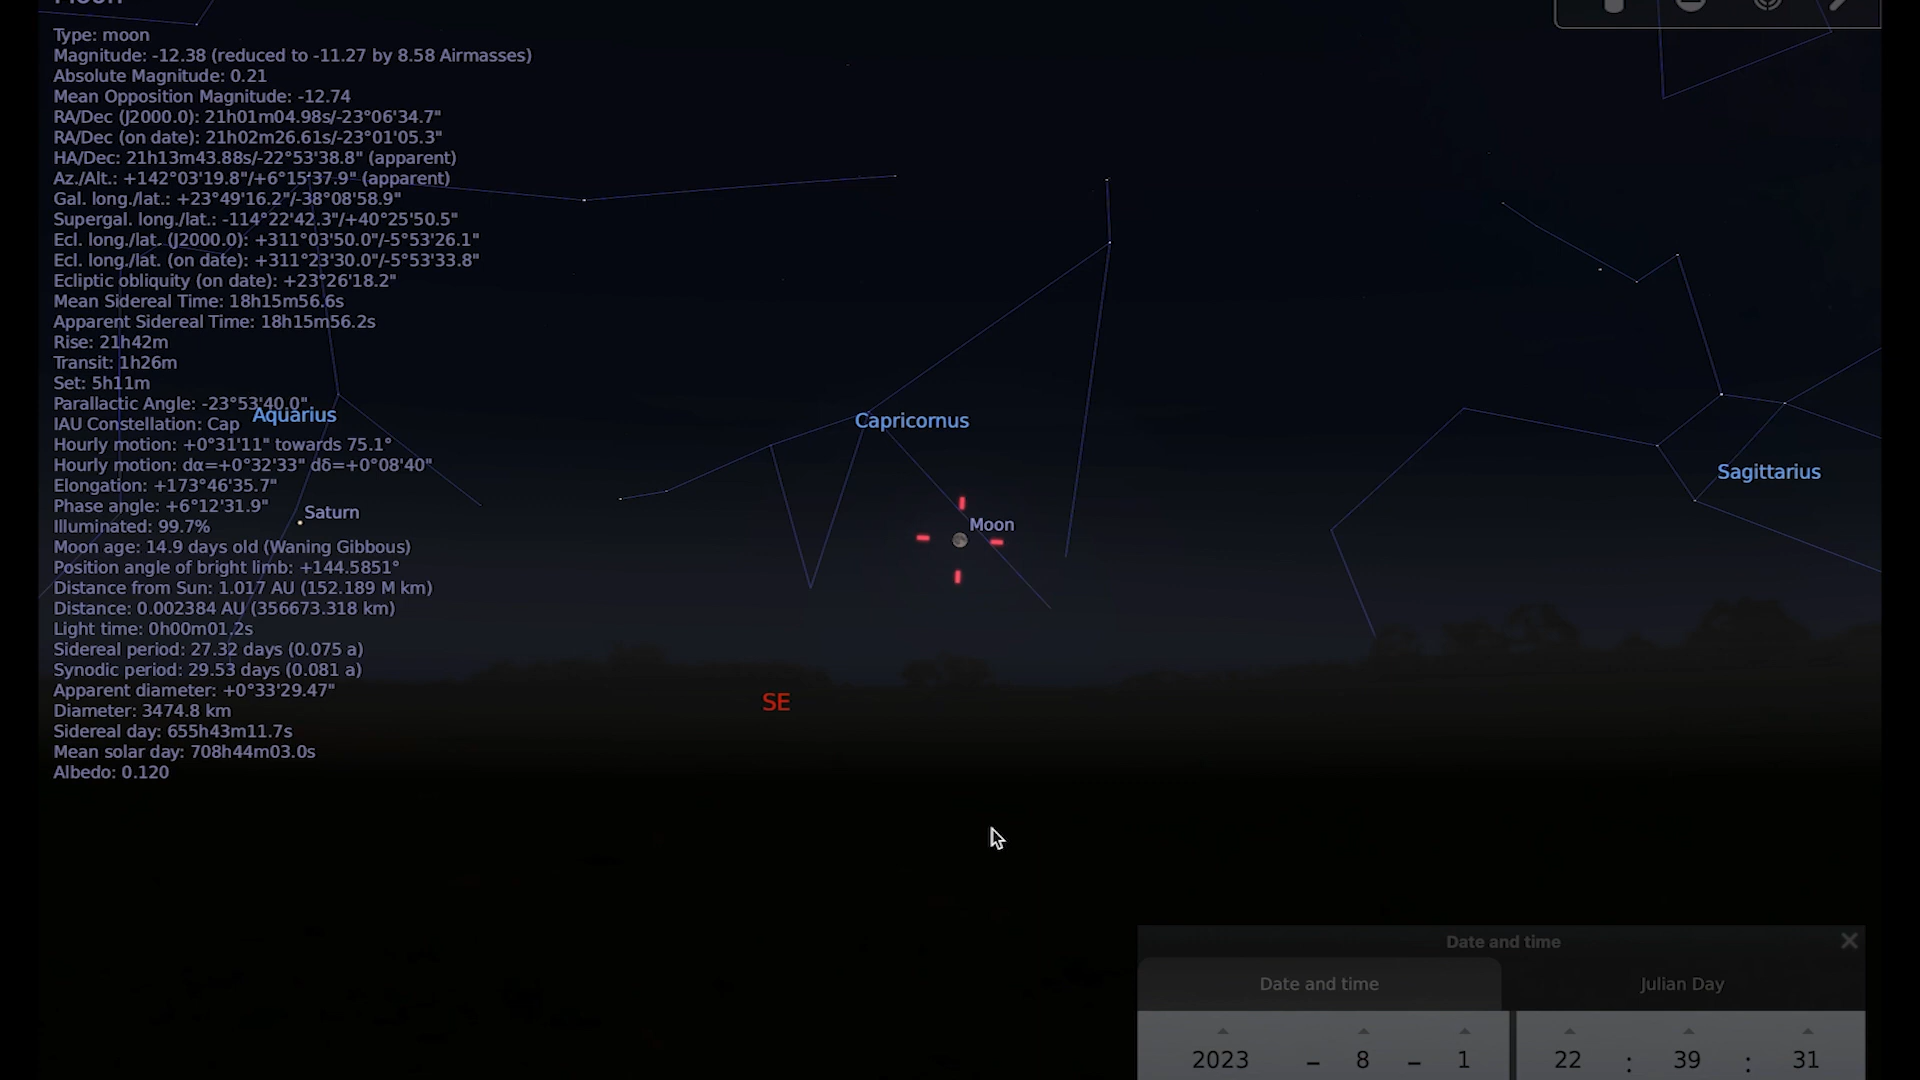 Moon
Type: moon
Magnitude: -12.38 (reduced to -11.27 by 8.58 Airmasses)
Absolute Magnitude: 0.21
Mean Opposition Magnitude: -12.74
RA/Dec (J2000.0): 21h01m04.98s/-23°06'34.7"
RA/Dec (on date): 21h02m26.61s/-23°01'05.3"
HA/Dec: 21h13m43.88s/-22°53'38.8" (apparent)
Az./Alt.: +142°03'19.8"/+6°15'37.9" (apparent)
Gal. long./lat.: +23°49'16.2"/-38°08'58.9"
Supergal. long./lat.: -114°22'42.3"/+40°25'50.5"
Ecl. long./lat. (J2000.0): +311°03'50.0"/-5°53'26.1"
Ecl. long./lat. (on date): +311°23'30.0"/-5°53'33.8"
Ecliptic obliquity (on date): +23°26'18.2"
Mean Sidereal Time: 18h15m56.6s
Apparent Sidereal Time: 18h15m56.2s
Rise: 21h42m
Transit: 1h26m
Set: 5h11m
Parallactic Angle: -23°53'40.0"
IAU Constellation: Cap
Hourly motion: +0°31'11" towards 75.1°
Hourly motion: dα=+0°32'33" dδ=+0°08'40"
Elongation: +173°46'35.7"
Phase angle: +6°12'31.9"
Illuminated: 99.7%
Moon age: 14.9 days old (Waning Gibbous)
Position angle of bright limb: +144.5851°
Distance from Sun: 1.017 AU (152.189 M km)
Distance: 0.002384 AU (356673.318 km)
Light time: 0h00m01.2s
Sidereal period: 27.32 days (0.075 a)
Synodic period: 29.53 days (0.081 a)
Apparent diameter: +0°33'29.47"
Diameter: 3474.8 km
Sidereal day: 655h43m11.7s
Mean solar day: 708h44m03.0s
Albedo: 0.120
Aquarius
Capricornus
Sagittarius
Saturn
Moon
SE
Date and time
Date and time Julian Day
2023 - 8 - 1 22 : 39 : 31